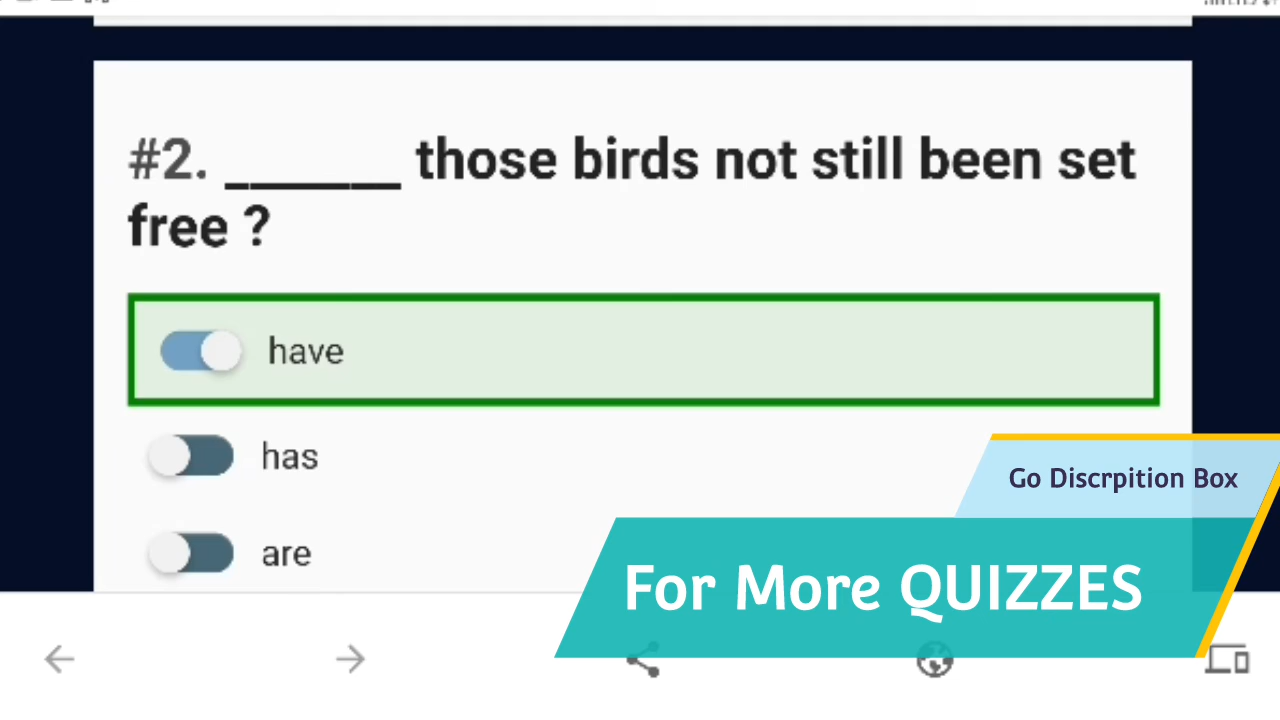 #2. ______ those birds not still been set
free ?
have
has
are
Go Discrpition Box
For More QUIZZES